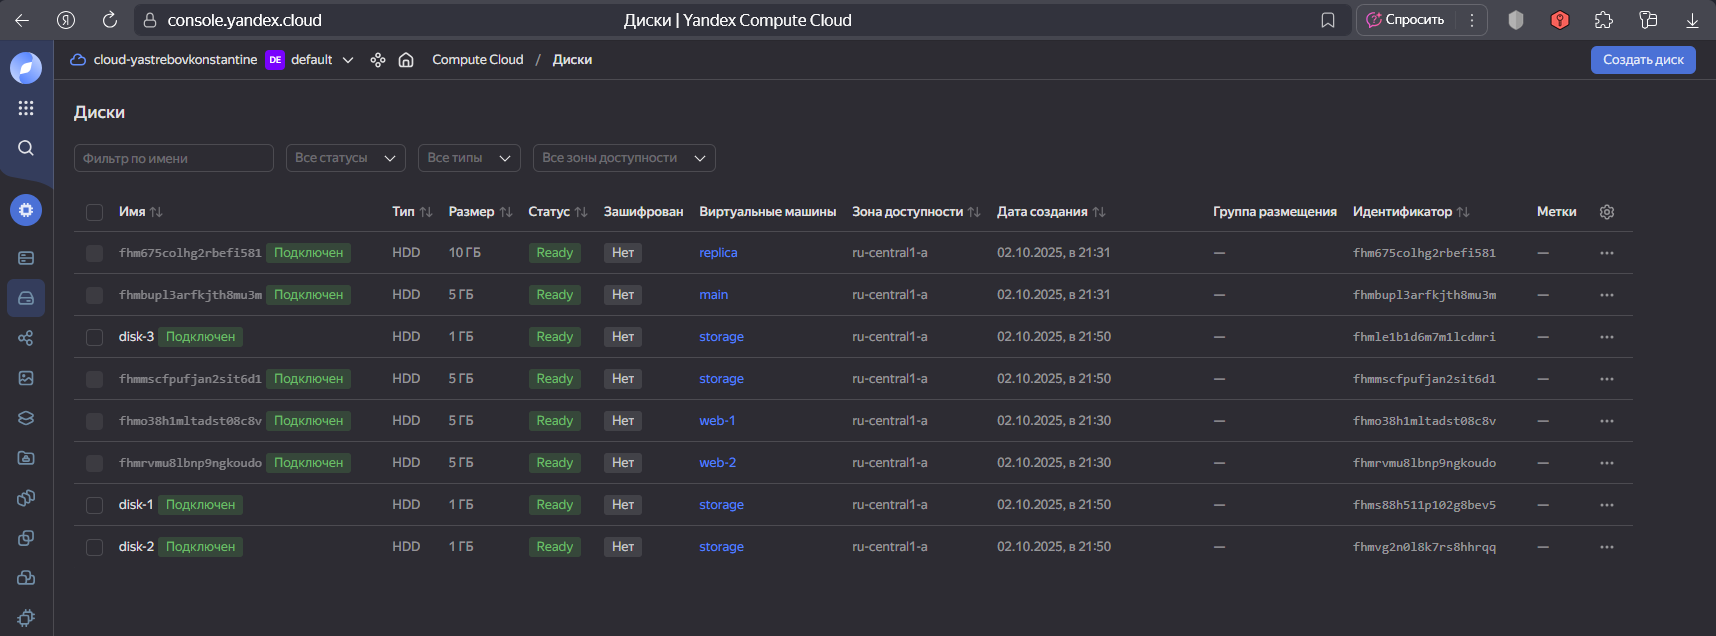 console.yandex.cloud
Диски | Yandex Compute Cloud
Спросить
cloud-yastrebovkonstantine DE default Compute Cloud / Диски
Создать диск
Диски
Фильтр по имени Все статусы Все типы Все зоны доступности
Имя Тип Размер Статус Зашифрован Виртуальные машины Зона доступности Дата создания Группа размещения Идентификатор Метки
fhm675colhg2rbefi581 Подключен HDD 10 ГБ Ready Нет replica ru-central1-a 02.10.2025, в 21:31 — fhm675colhg2rbefi581 —
fhmbupl3arfkjth8mu3m Подключен HDD 5 ГБ Ready Нет main ru-central1-a 02.10.2025, в 21:31 — fhmbupl3arfkjth8mu3m —
disk-3 Подключен HDD 1 ГБ Ready Нет storage ru-central1-a 02.10.2025, в 21:50 — fhmle1b1d6m7m1lcdmri —
fhmmscfpufjan2sit6d1 Подключен HDD 5 ГБ Ready Нет storage ru-central1-a 02.10.2025, в 21:50 — fhmmscfpufjan2sit6d1 —
fhmo38h1mltadst08c8v Подключен HDD 5 ГБ Ready Нет web-1 ru-central1-a 02.10.2025, в 21:30 — fhmo38h1mltadst08c8v —
fhmrvmu8lbnp9ngkoudo Подключен HDD 5 ГБ Ready Нет web-2 ru-central1-a 02.10.2025, в 21:30 — fhmrvmu8lbnp9ngkoudo —
disk-1 Подключен HDD 1 ГБ Ready Нет storage ru-central1-a 02.10.2025, в 21:50 — fhms88h511p102g8bev5 —
disk-2 Подключен HDD 1 ГБ Ready Нет storage ru-central1-a 02.10.2025, в 21:50 — fhmvg2n0l8k7rs8hhrqq —